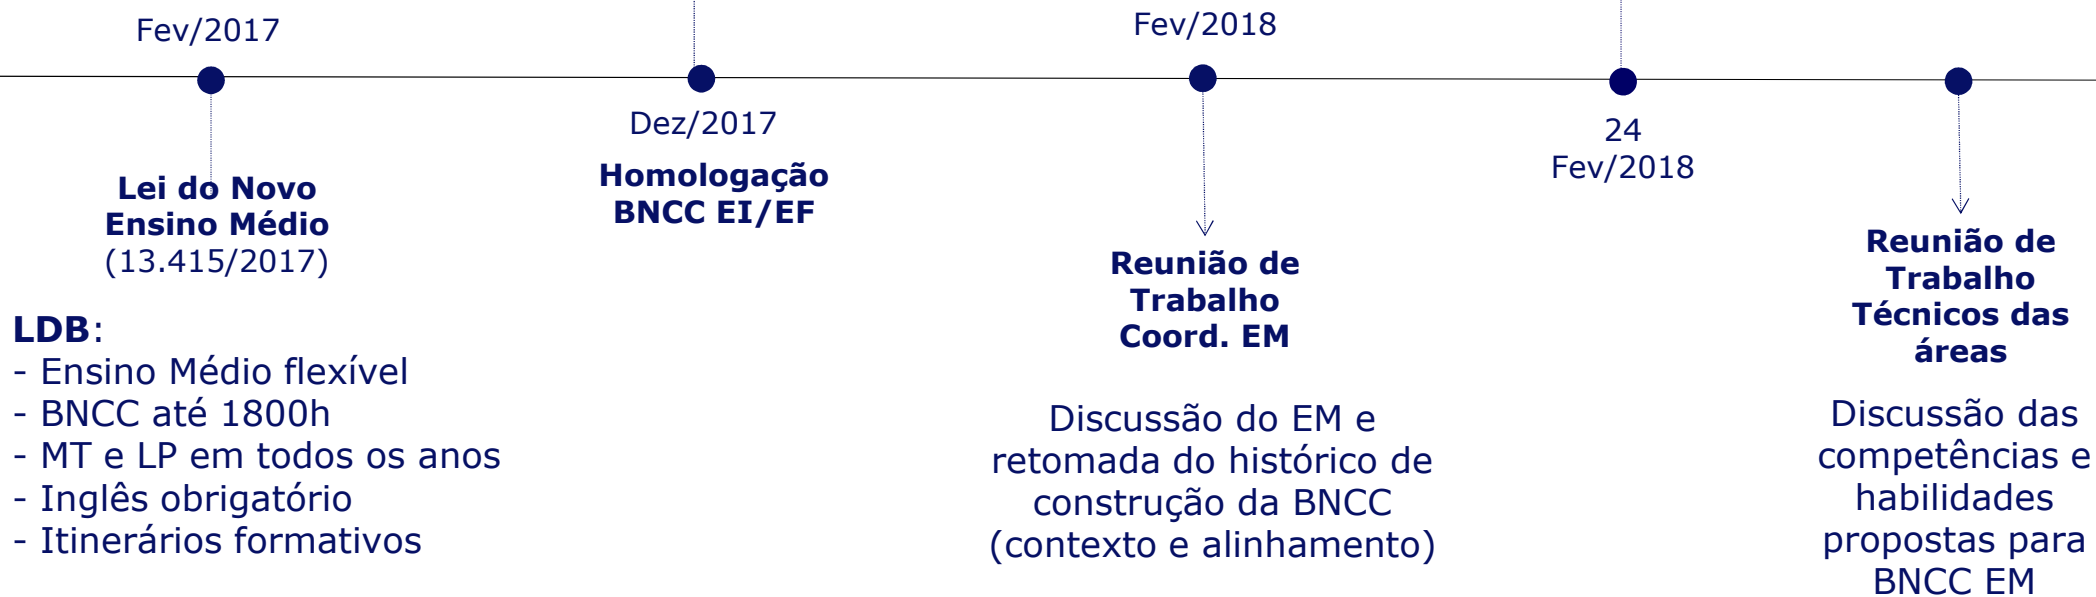 Fev/2017
Lei do Novo
Ensino Médio
(13.415/2017)
LDB:
- Ensino Médio flexível
- BNCC até 1800h
- MT e LP em todos os anos
- Inglês obrigatório
- Itinerários formativos
Dez/2017
Homologação
BNCC EI/EF
Fev/2018
Reunião de
Trabalho
Coord. EM
Discussão do EM e
retomada do histórico de
construção da BNCC
(contexto e alinhamento)
24
Fev/2018
Reunião de
Trabalho
Técnicos das
áreas
Discussão das
competências e
habilidades
propostas para
BNCC EM